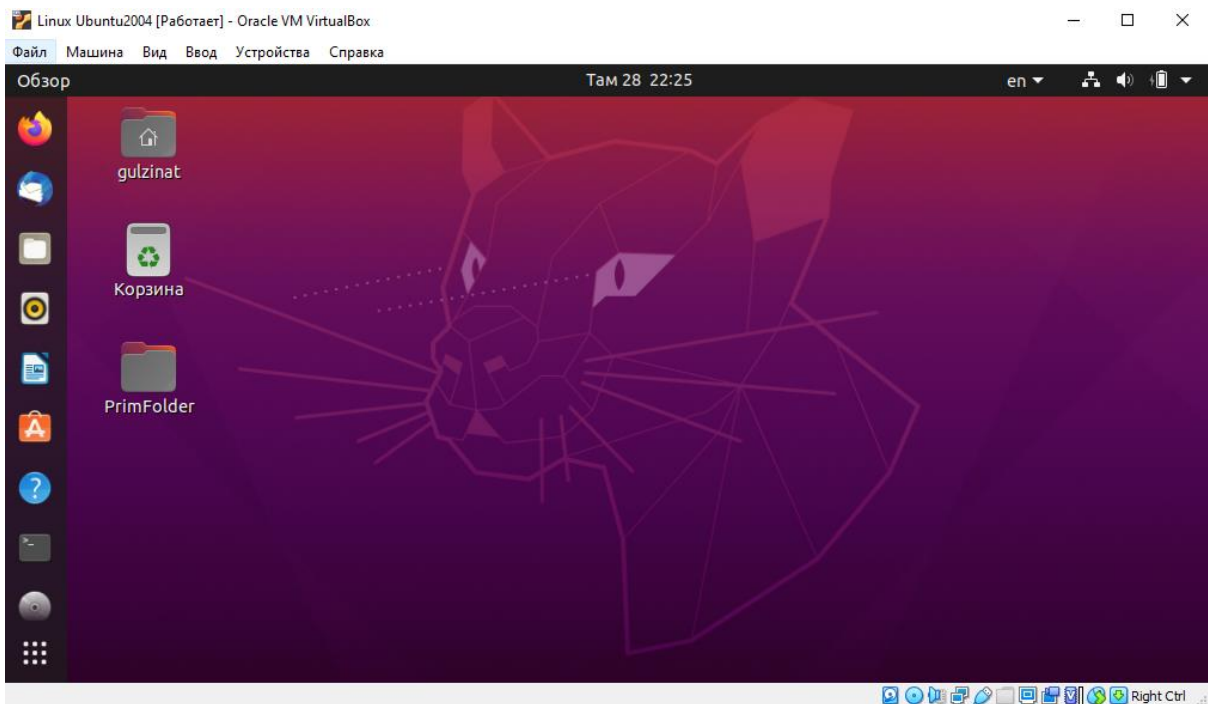 Linux Ubuntu2004 [Работает] - Oracle VM VirtualBox
Файл Машина Вид Ввод Устройства Справка
Обзор Там 28 22:25 en
gulzinat
Корзина
PrimFolder
Right Ctrl